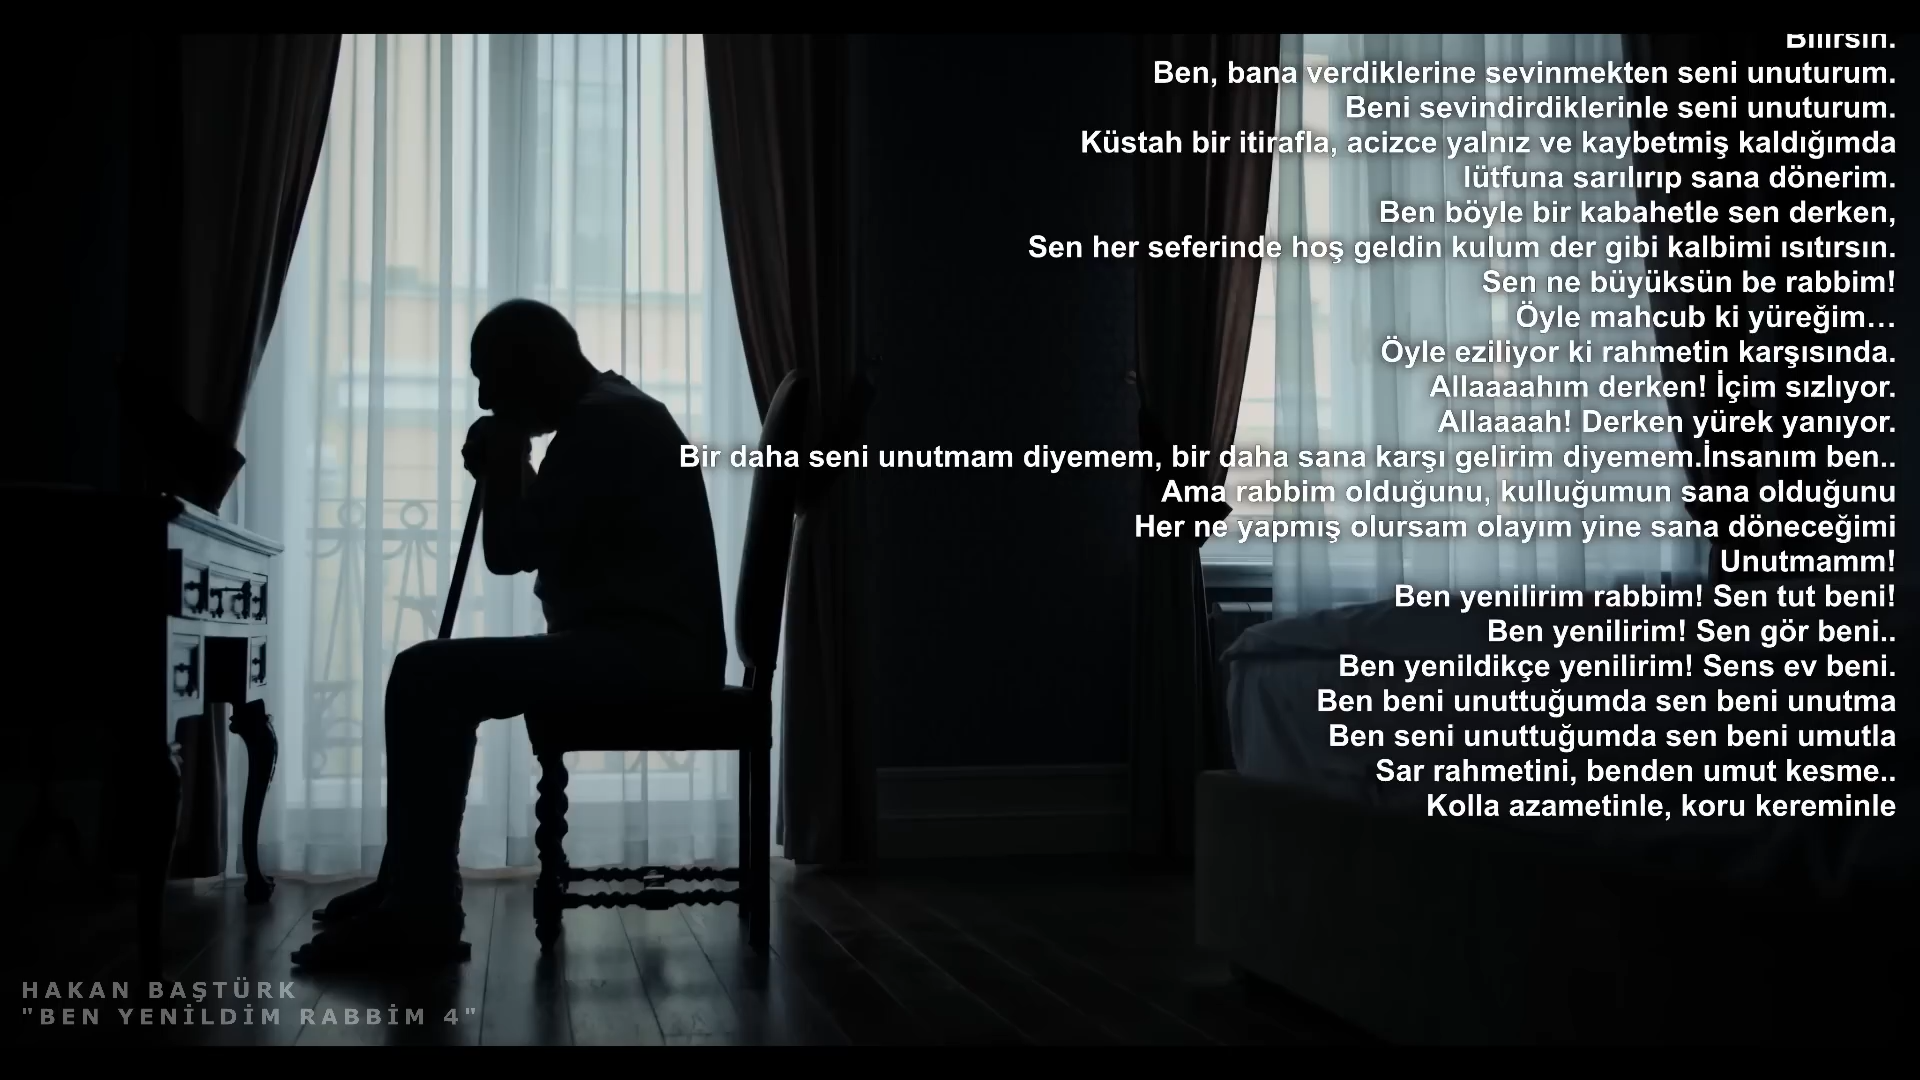 Bilirsin.
Ben, bana verdiklerine sevinmekten seni unuturum.
Beni sevindirdiklerinle seni unuturum.
Küstah bir itirafla, acizce yalnız ve kaybetmiş kaldığımda
lütfuna sarılırıp sana dönerim.
Ben böyle bir kabahetle sen derken,
Sen her seferinde hoş geldin kulum der gibi kalbimi ısıtırsın.
Sen ne büyüksün be rabbim!
Öyle mahcub ki yüreğim…
Öyle eziliyor ki rahmetin karşısında.
Allaaaahım derken! İçim sızlıyor.
Allaaaah! Derken yürek yanıyor.
Bir daha seni unutmam diyemem, bir daha sana karşı gelirim diyemem.İnsanım ben..
Ama rabbim olduğunu, kulluğumun sana olduğunu
Her ne yapmış olursam olayım yine sana döneceğimi
Unutmamm!
Ben yenilirim rabbim! Sen tut beni!
Ben yenilirim! Sen gör beni..
Ben yenildikçe yenilirim! Sens ev beni.
Ben beni unuttuğumda sen beni unutma
Ben seni unuttuğumda sen beni umutla
Sar rahmetini, benden umut kesme..
Kolla azametinle, koru kereminle
HAKAN BAŞTÜRK
"BEN YENİLDİM RABBİM 4"